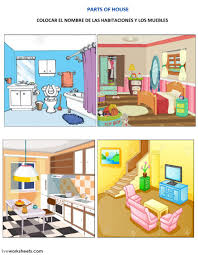 PARTS OF HOUSE
COLOCAR EL NOMBRE DE LAS HABITACIONES Y LOS MUEBLES
liveworksheets.com